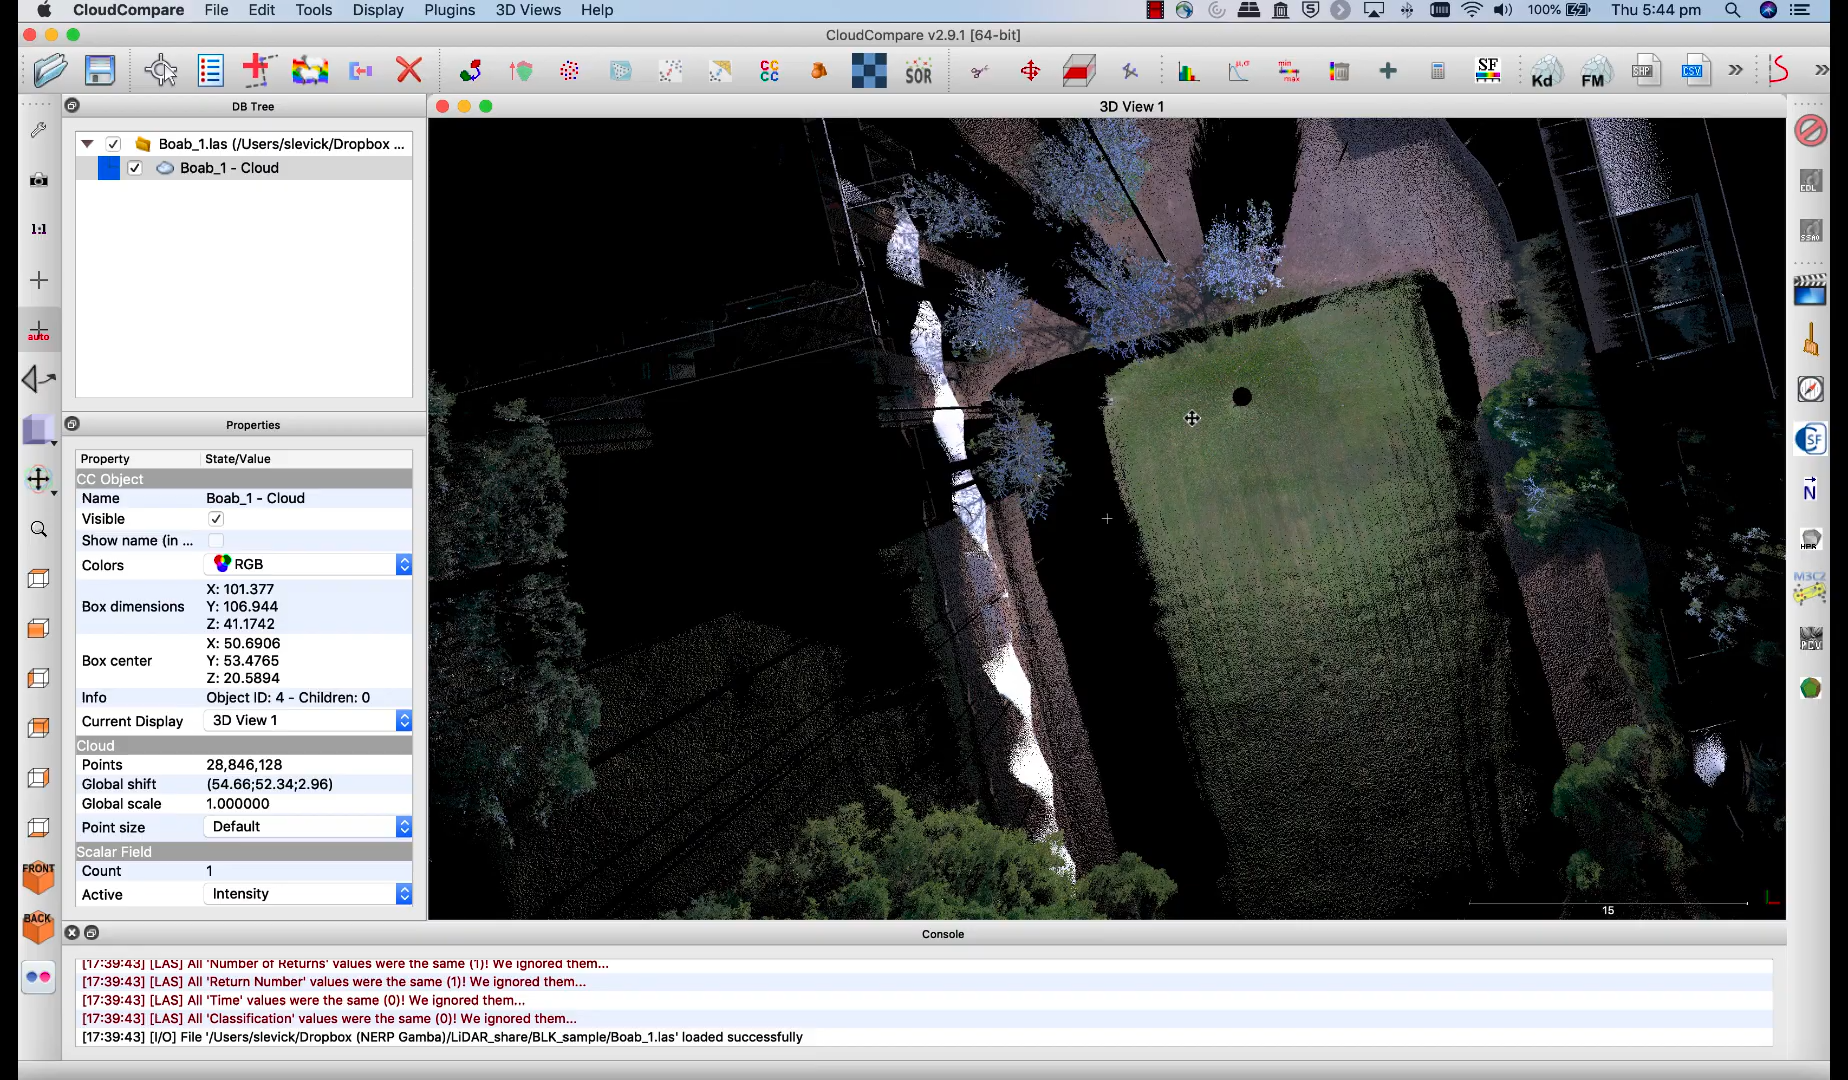 CloudCompare File Edit Tools Display Plugins 3D Views Help
100% Thu 5:44 pm
CloudCompare v2.9.1 [64-bit]
SOR SF Kd FM SHP CSV
DB Tree
Boab_1.las (/Users/slevick/Dropbox ...
Boab_1 - Cloud
3D View 1
1:1
auto
FRONT
BACK
Properties
Property State/Value
CC Object
Name Boab_1 - Cloud
Visible
Show name (in ...
Colors RGB
Box dimensions X: 101.377
Y: 106.944
Z: 41.1742
Box center X: 50.6906
Y: 53.4765
Z: 20.5894
Info Object ID: 4 - Children: 0
Current Display 3D View 1
Cloud
Points 28,846,128
Global shift (54.66;52.34;2.96)
Global scale 1.000000
Point size Default
Scalar Field
Count 1
Active Intensity
15
EDL
SSAO
CSF
N
HPR
M3C2
PCV
Console
[17:39:43] [LAS] All 'Number of Returns' values were the same (1)! We ignored them...
[17:39:43] [LAS] All 'Return Number' values were the same (1)! We ignored them...
[17:39:43] [LAS] All 'Time' values were the same (0)! We ignored them...
[17:39:43] [LAS] All 'Classification' values were the same (0)! We ignored them...
[17:39:43] [I/O] File '/Users/slevick/Dropbox (NERP Gamba)/LiDAR_share/BLK_sample/Boab_1.las' loaded successfully